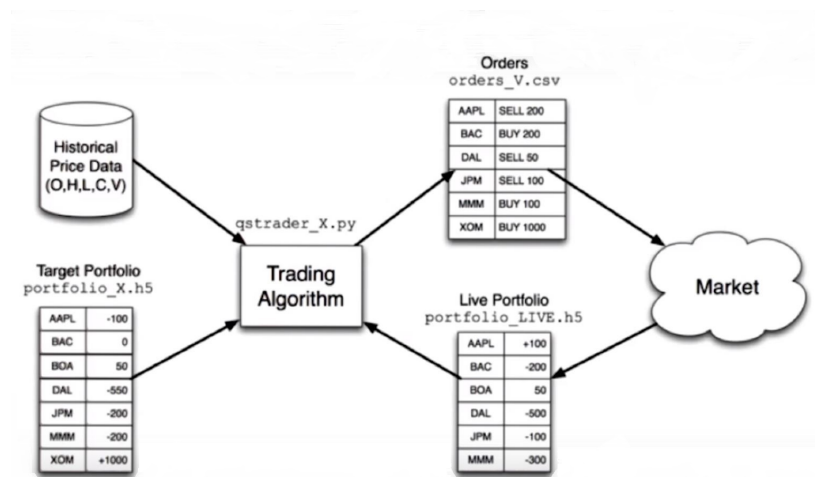 Orders
orders_V.csv
AAPL SELL 200
BAC BUY 200
DAL SELL 50
JPM SELL 100
MMM BUY 100
XOM BUY 1000
Historical
Price Data
(O,H,L,C,V)
qstrader_X.py
Trading
Algorithm
Target Portfolio
portfolio_X.h5
AAPL -100
BAC 0
BOA 50
DAL -550
JPM -200
MMM -200
XOM +1000
Live Portfolio
portfolio_LIVE.h5
AAPL +100
BAC -200
BOA 50
DAL -500
JPM -100
MMM -300
Market